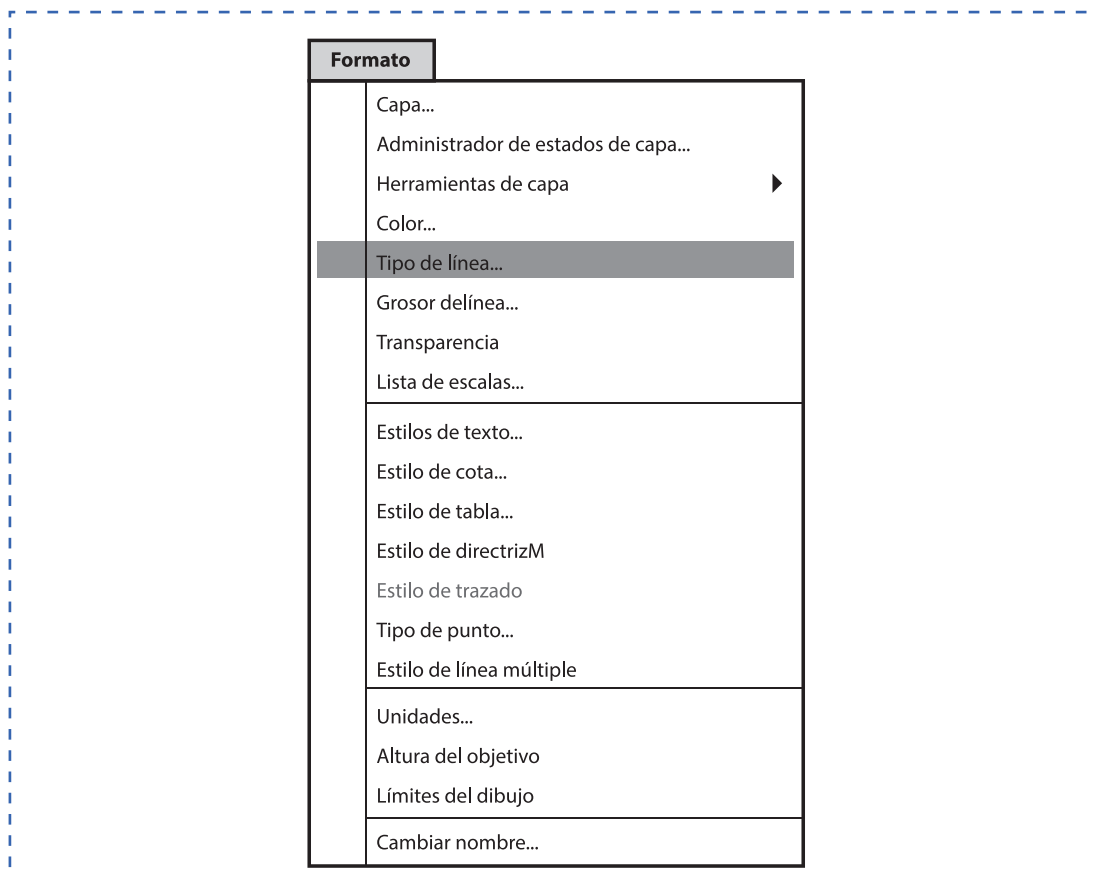 Formato
Capa...
Administrador de estados de capa...
Herramientas de capa
Color...
Tipo de línea...
Grosor delínea...
Transparencia
Lista de escalas...
Estilos de texto...
Estilo de cota...
Estilo de tabla...
Estilo de directrizM
Estilo de trazado
Tipo de punto...
Estilo de línea múltiple
Unidades...
Altura del objetivo
Límites del dibujo
Cambiar nombre...